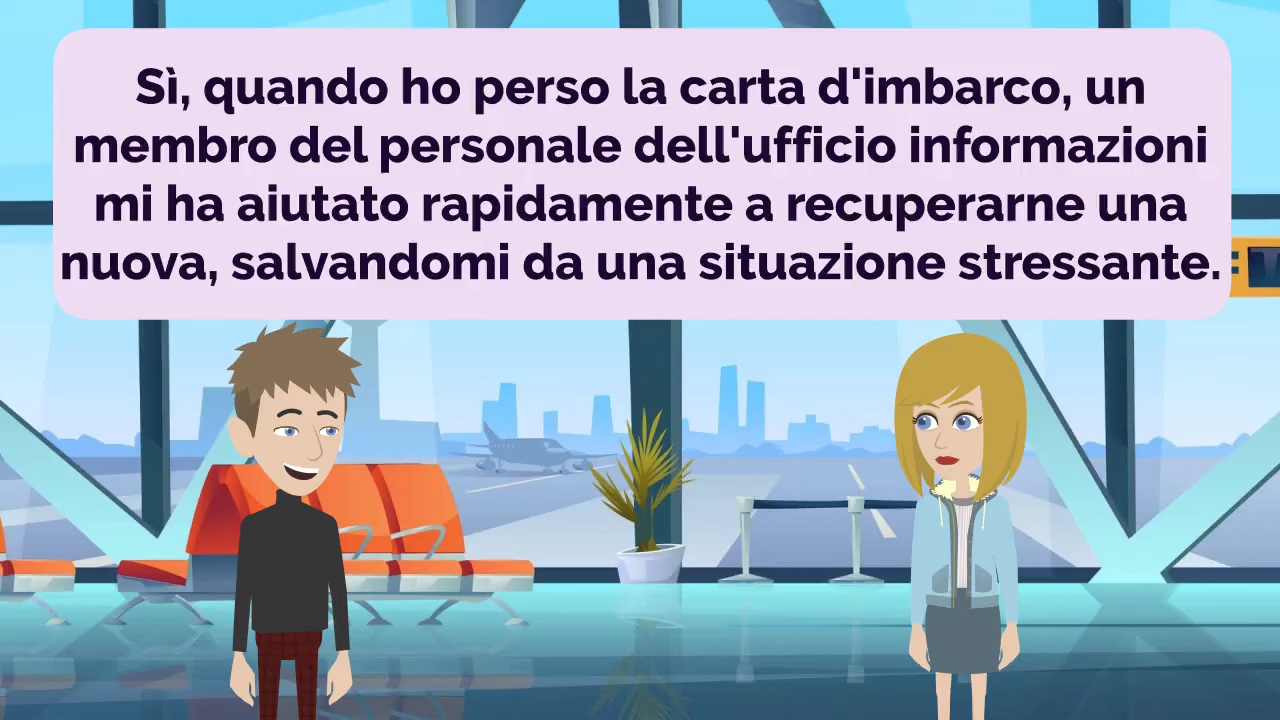 Sì, quando ho perso la carta d'imbarco, un
membro del personale dell'ufficio informazioni
mi ha aiutato rapidamente a recuperarne una
nuova, salvandomi da una situazione stressante.